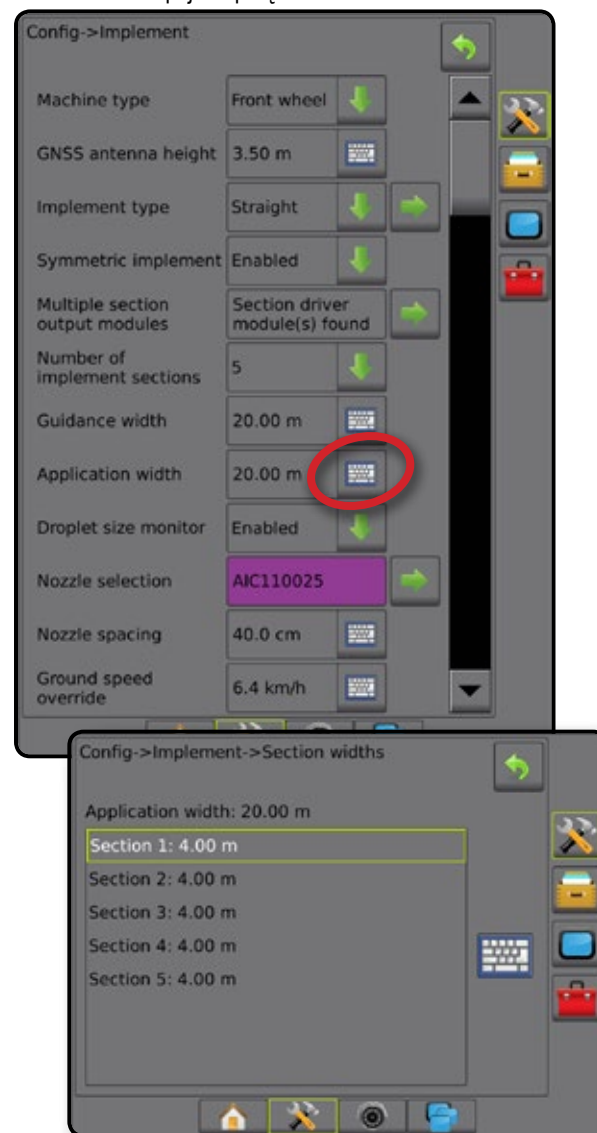 Config->Implement
Machine type Front wheel
GNSS antenna height 3.50 m
Implement type Straight
Symmetric implement Enabled
Multiple section Section driver
output modules module(s) found
Number of
implement sections 5
Guidance width 20.00 m
Application width 20.00 m
Droplet size monitor Enabled
Nozzle selection AIC110025
Nozzle spacing 40.0 cm
Ground speed
override 6.4 km/h
Config->Implement->Section widths
Application width: 20.00 m
Section 1: 4.00 m
Section 2: 4.00 m
Section 3: 4.00 m
Section 4: 4.00 m
Section 5: 4.00 m